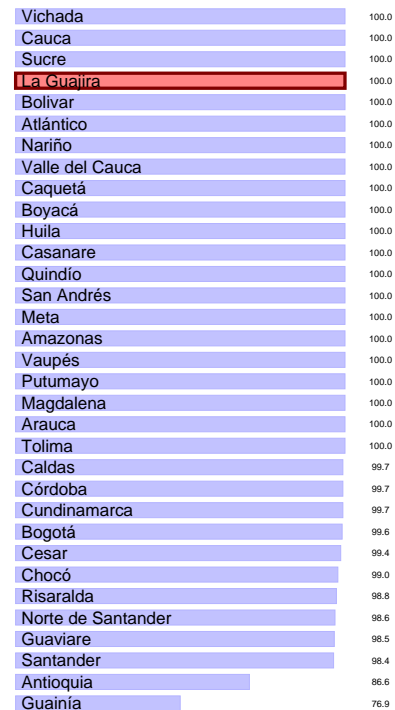 Vichada 100.0
Cauca 100.0
Sucre 100.0
La Guajira 100.0
Bolivar 100.0
Atlántico 100.0
Nariño 100.0
Valle del Cauca 100.0
Caquetá 100.0
Boyacá 100.0
Huila 100.0
Casanare 100.0
Quindío 100.0
San Andrés 100.0
Meta 100.0
Amazonas 100.0
Vaupés 100.0
Putumayo 100.0
Magdalena 100.0
Arauca 100.0
Tolima 100.0
Caldas 99.7
Córdoba 99.7
Cundinamarca 99.7
Bogotá 99.6
Cesar 99.4
Chocó 99.0
Risaralda 98.8
Norte de Santander 98.6
Guaviare 98.5
Santander 98.4
Antioquia 86.6
Guainía 76.9